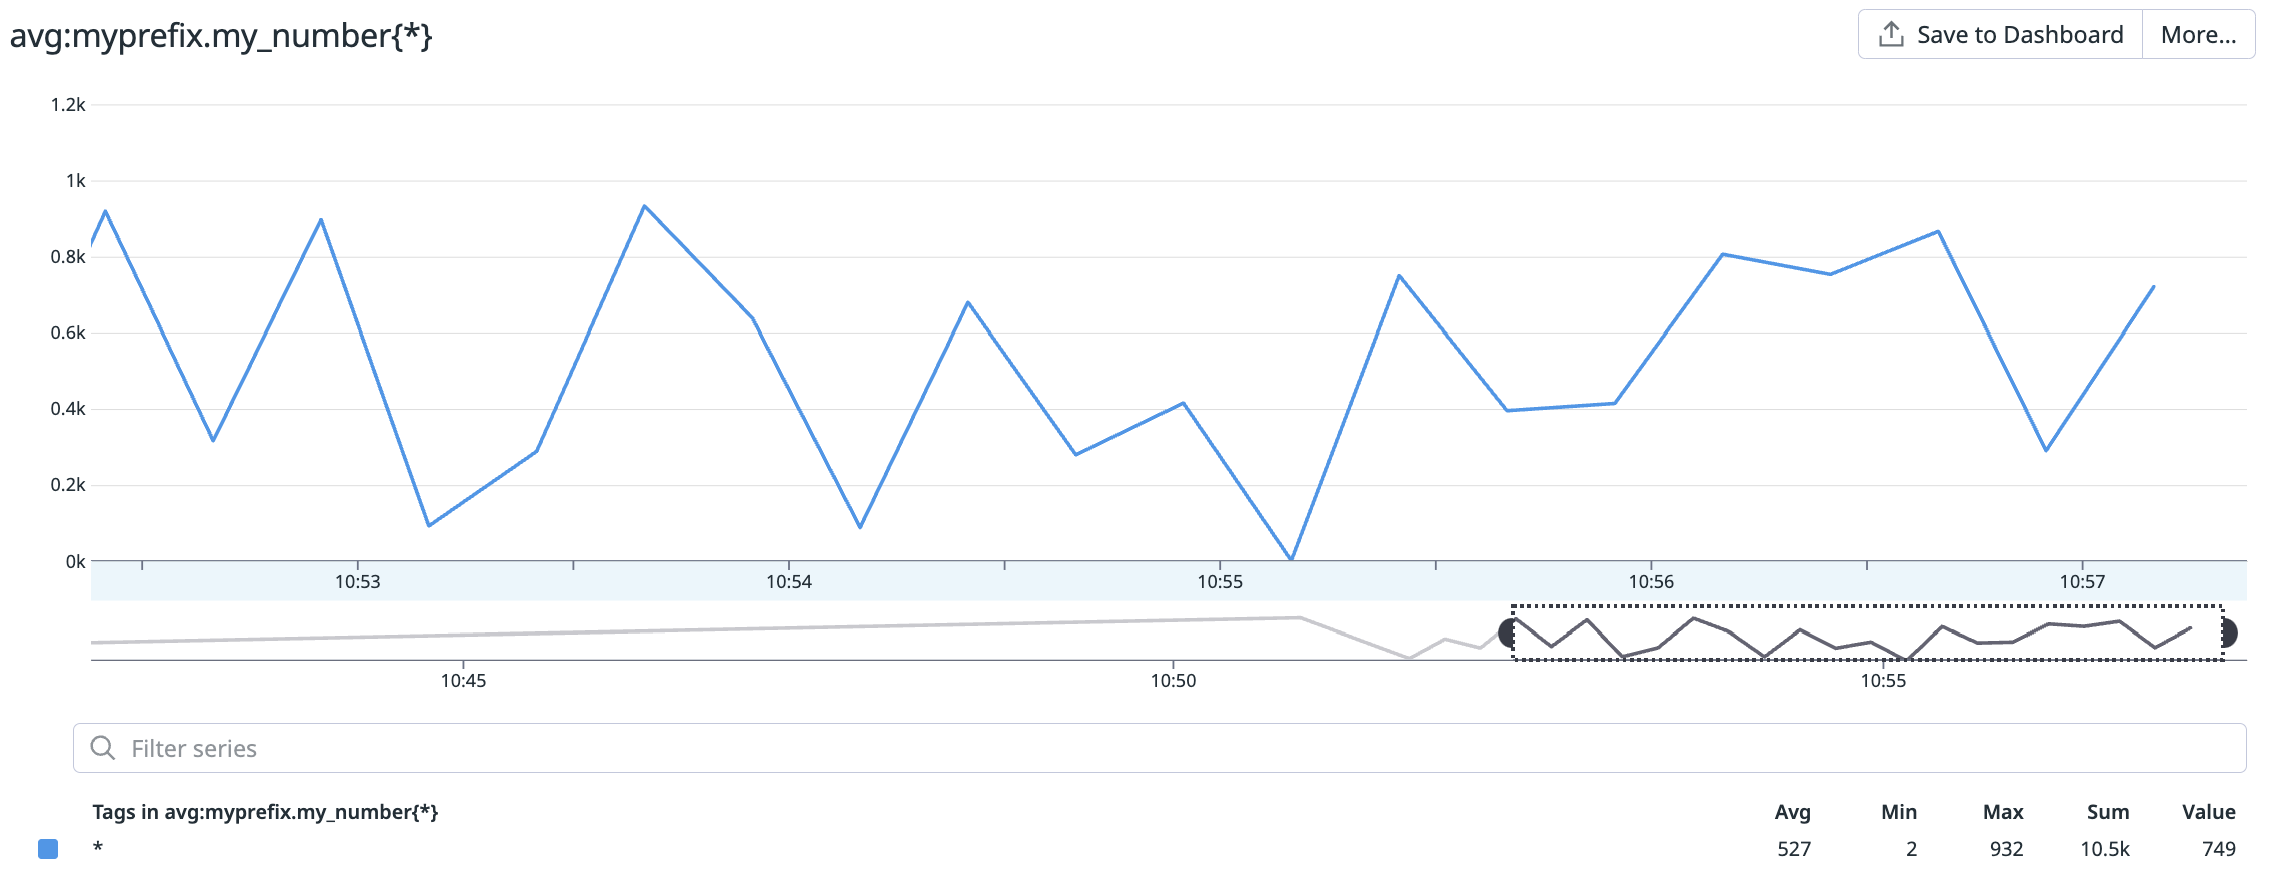 avg:myprefix.my_number{*}
Save to Dashboard
More...
1.2k
1k
0.8k
0.6k
0.4k
0.2k
0k
10:53 10:54 10:55 10:56 10:57
10:45 10:50 10:55
Filter series
Tags in avg:myprefix.my_number{*} Avg Min Max Sum Value
* 527 2 932 10.5k 749